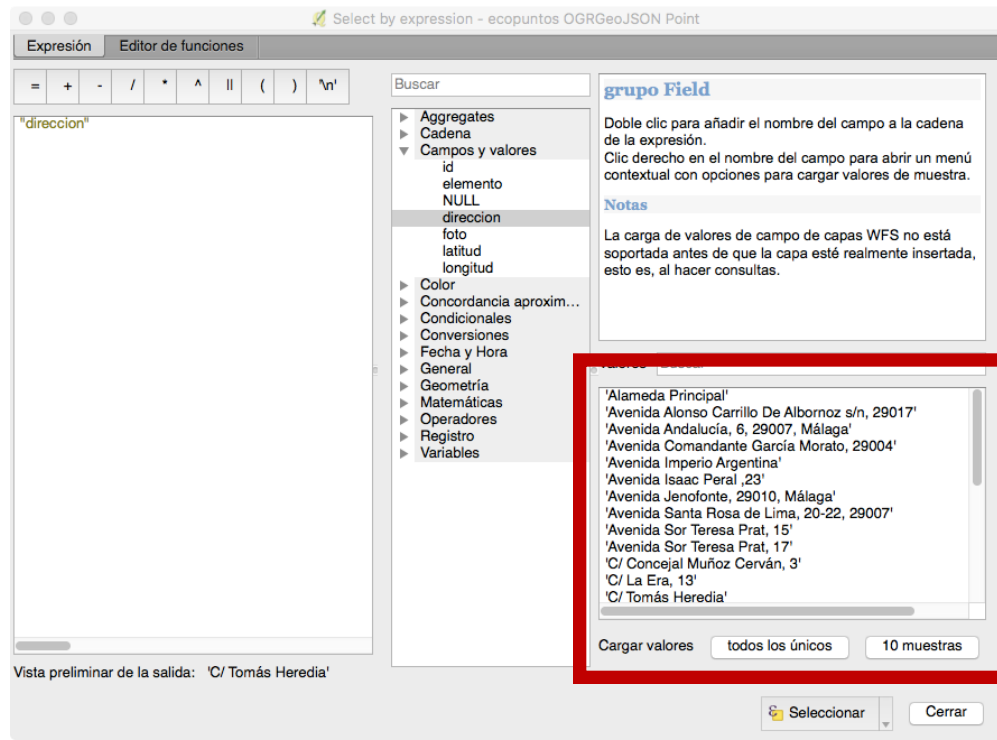 Select by expression - ecopuntos OGRGeoJSON Point
Expresión Editor de funciones
= + - / * ^ || ( ) '\n'
"direccion"
Vista preliminar de la salida: 'C/ Tomás Heredia'
Buscar
Aggregates
Cadena
Campos y valores
id
elemento
NULL
direccion
foto
latitud
longitud
Color
Concordancia aproxim...
Condicionales
Conversiones
Fecha y Hora
General
Geometría
Matemáticas
Operadores
Registro
Variables
grupo Field
Doble clic para añadir el nombre del campo a la cadena
de la expresión.
Clic derecho en el nombre del campo para abrir un menú
contextual con opciones para cargar valores de muestra.
Notas
La carga de valores de campo de capas WFS no está
soportada antes de que la capa esté realmente insertada,
esto es, al hacer consultas.
Valores Buscar
'Alameda Principal'
'Avenida Alonso Carrillo De Albornoz s/n, 29017'
'Avenida Andalucía, 6, 29007, Málaga'
'Avenida Comandante García Morato, 29004'
'Avenida Imperio Argentina'
'Avenida Isaac Peral ,23'
'Avenida Jenofonte, 29010, Málaga'
'Avenida Santa Rosa de Lima, 20-22, 29007'
'Avenida Sor Teresa Prat, 15'
'Avenida Sor Teresa Prat, 17'
'C/ Concejal Muñoz Cerván, 3'
'C/ La Era, 13'
'C/ Tomás Heredia'
Cargar valores todos los únicos 10 muestras
Seleccionar Cerrar